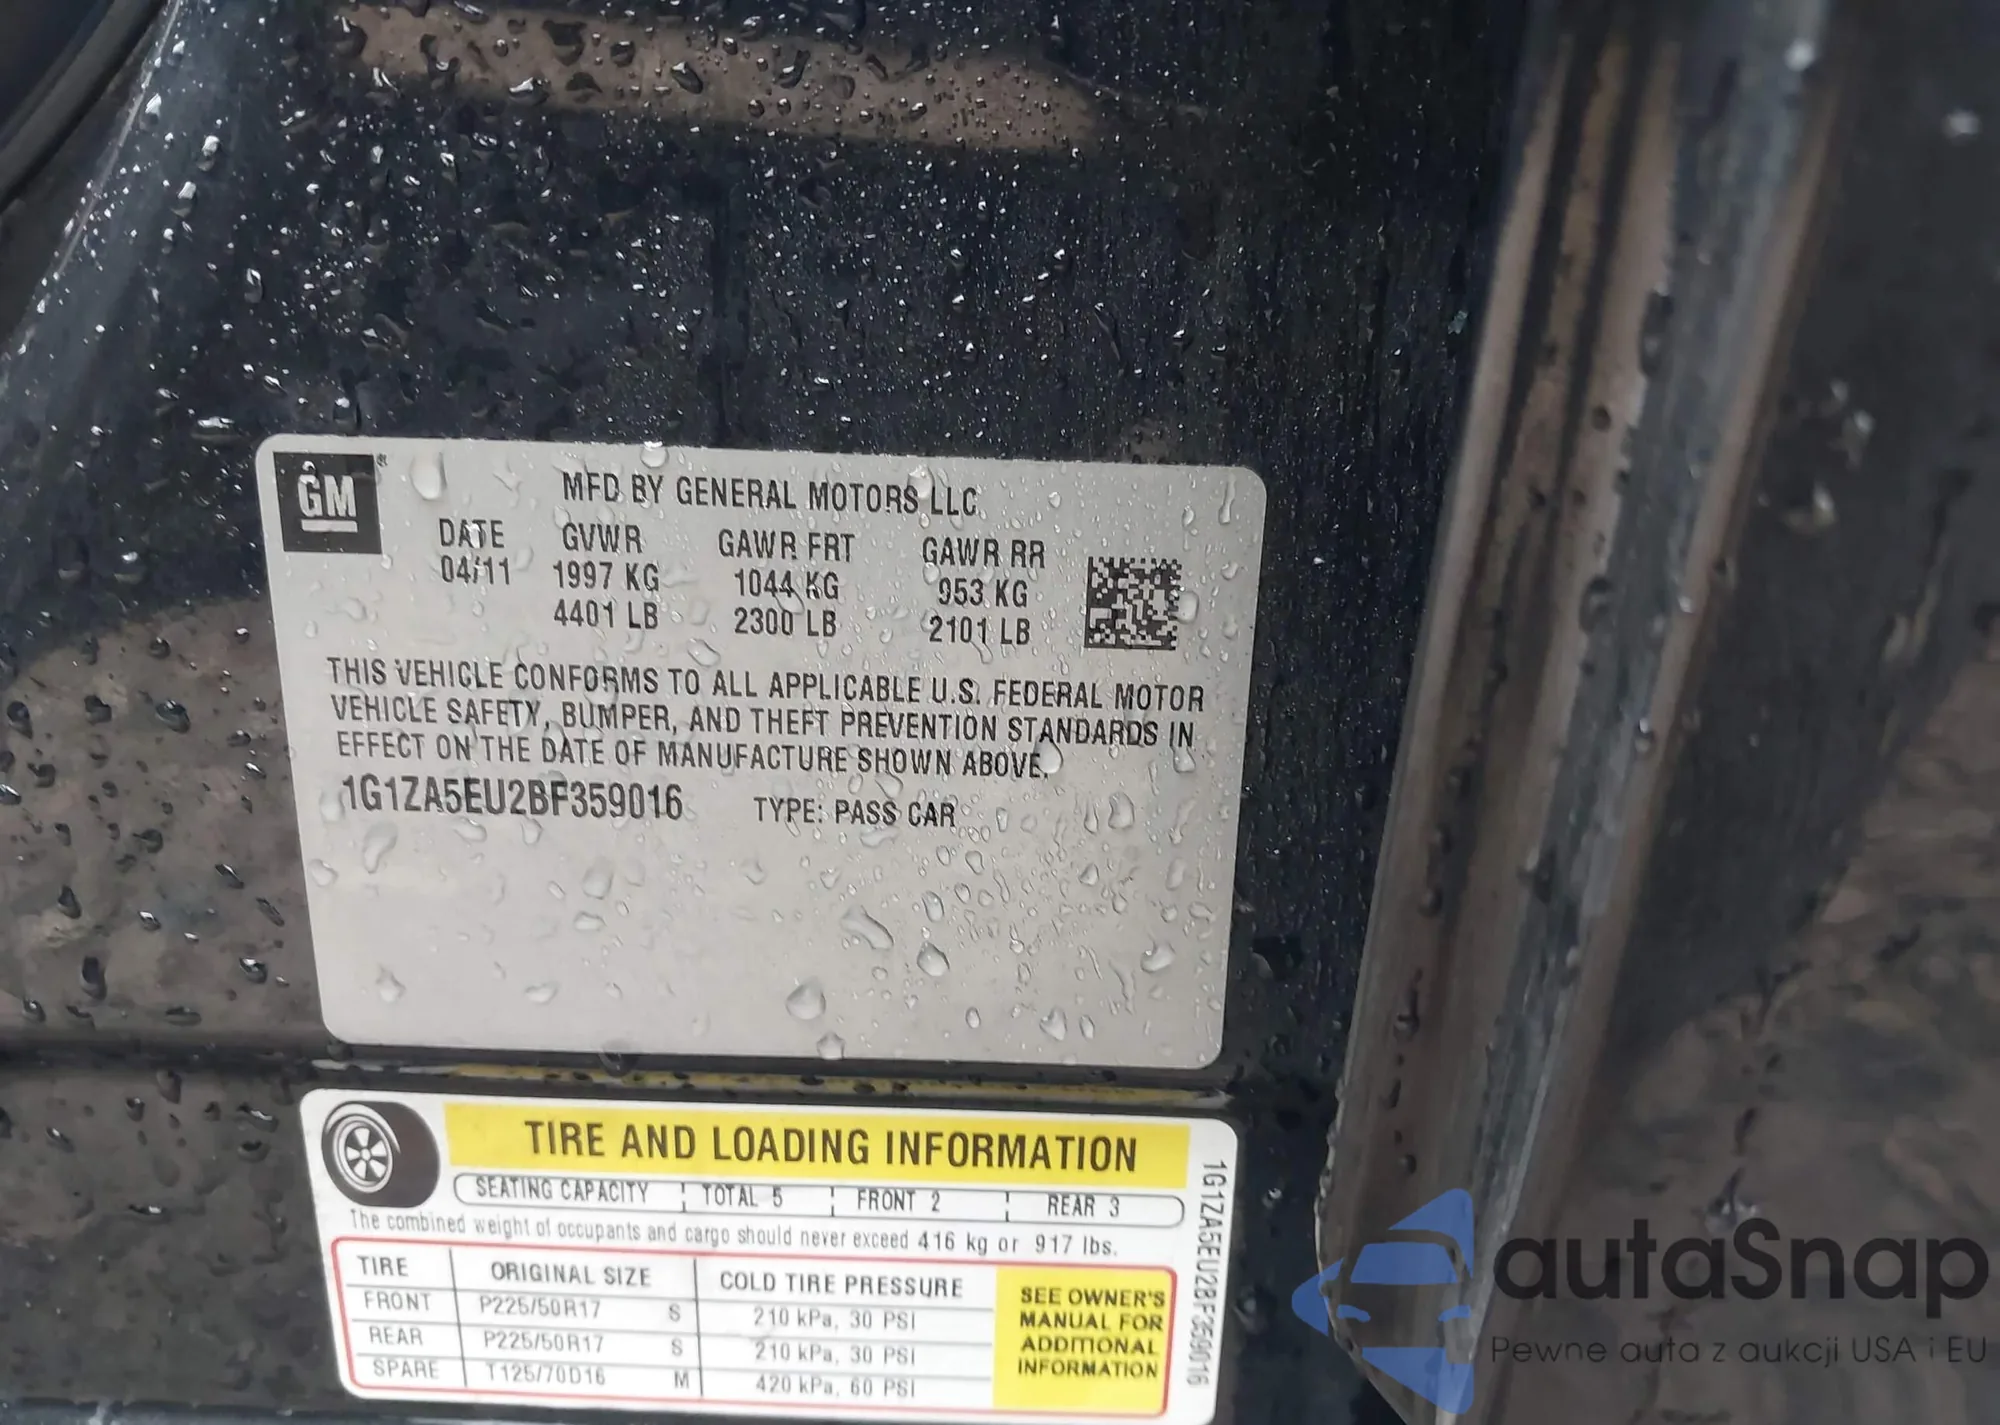 GM
MFD BY GENERAL MOTORS LLC
DATE GVWR GAWR FRT GAWR RR
04/11 1997 KG 1044 KG 953 KG
4401 LB 2300 LB 2101 LB
THIS VEHICLE CONFORMS TO ALL APPLICABLE U.S. FEDERAL MOTOR
VEHICLE SAFETY, BUMPER, AND THEFT PREVENTION STANDARDS IN
EFFECT ON THE DATE OF MANUFACTURE SHOWN ABOVE.
1G1ZA5EU2BF359016 TYPE: PASS CAR
TIRE AND LOADING INFORMATION
SEATING CAPACITY TOTAL 5 FRONT 2 REAR 3
The combined weight of occupants and cargo should never exceed 416 kg or 917 lbs.
TIRE ORIGINAL SIZE COLD TIRE PRESSURE
FRONT P225/50R17 S 210 kPa, 30 PSI
REAR P225/50R17 S 210 kPa, 30 PSI
SPARE T125/70D16 M 420 kPa, 60 PSI
SEE OWNER'S
MANUAL FOR
ADDITIONAL
INFORMATION
1G1ZA5EU2BF359016
autaSnap
Pewne auta z aukcji USA i EU